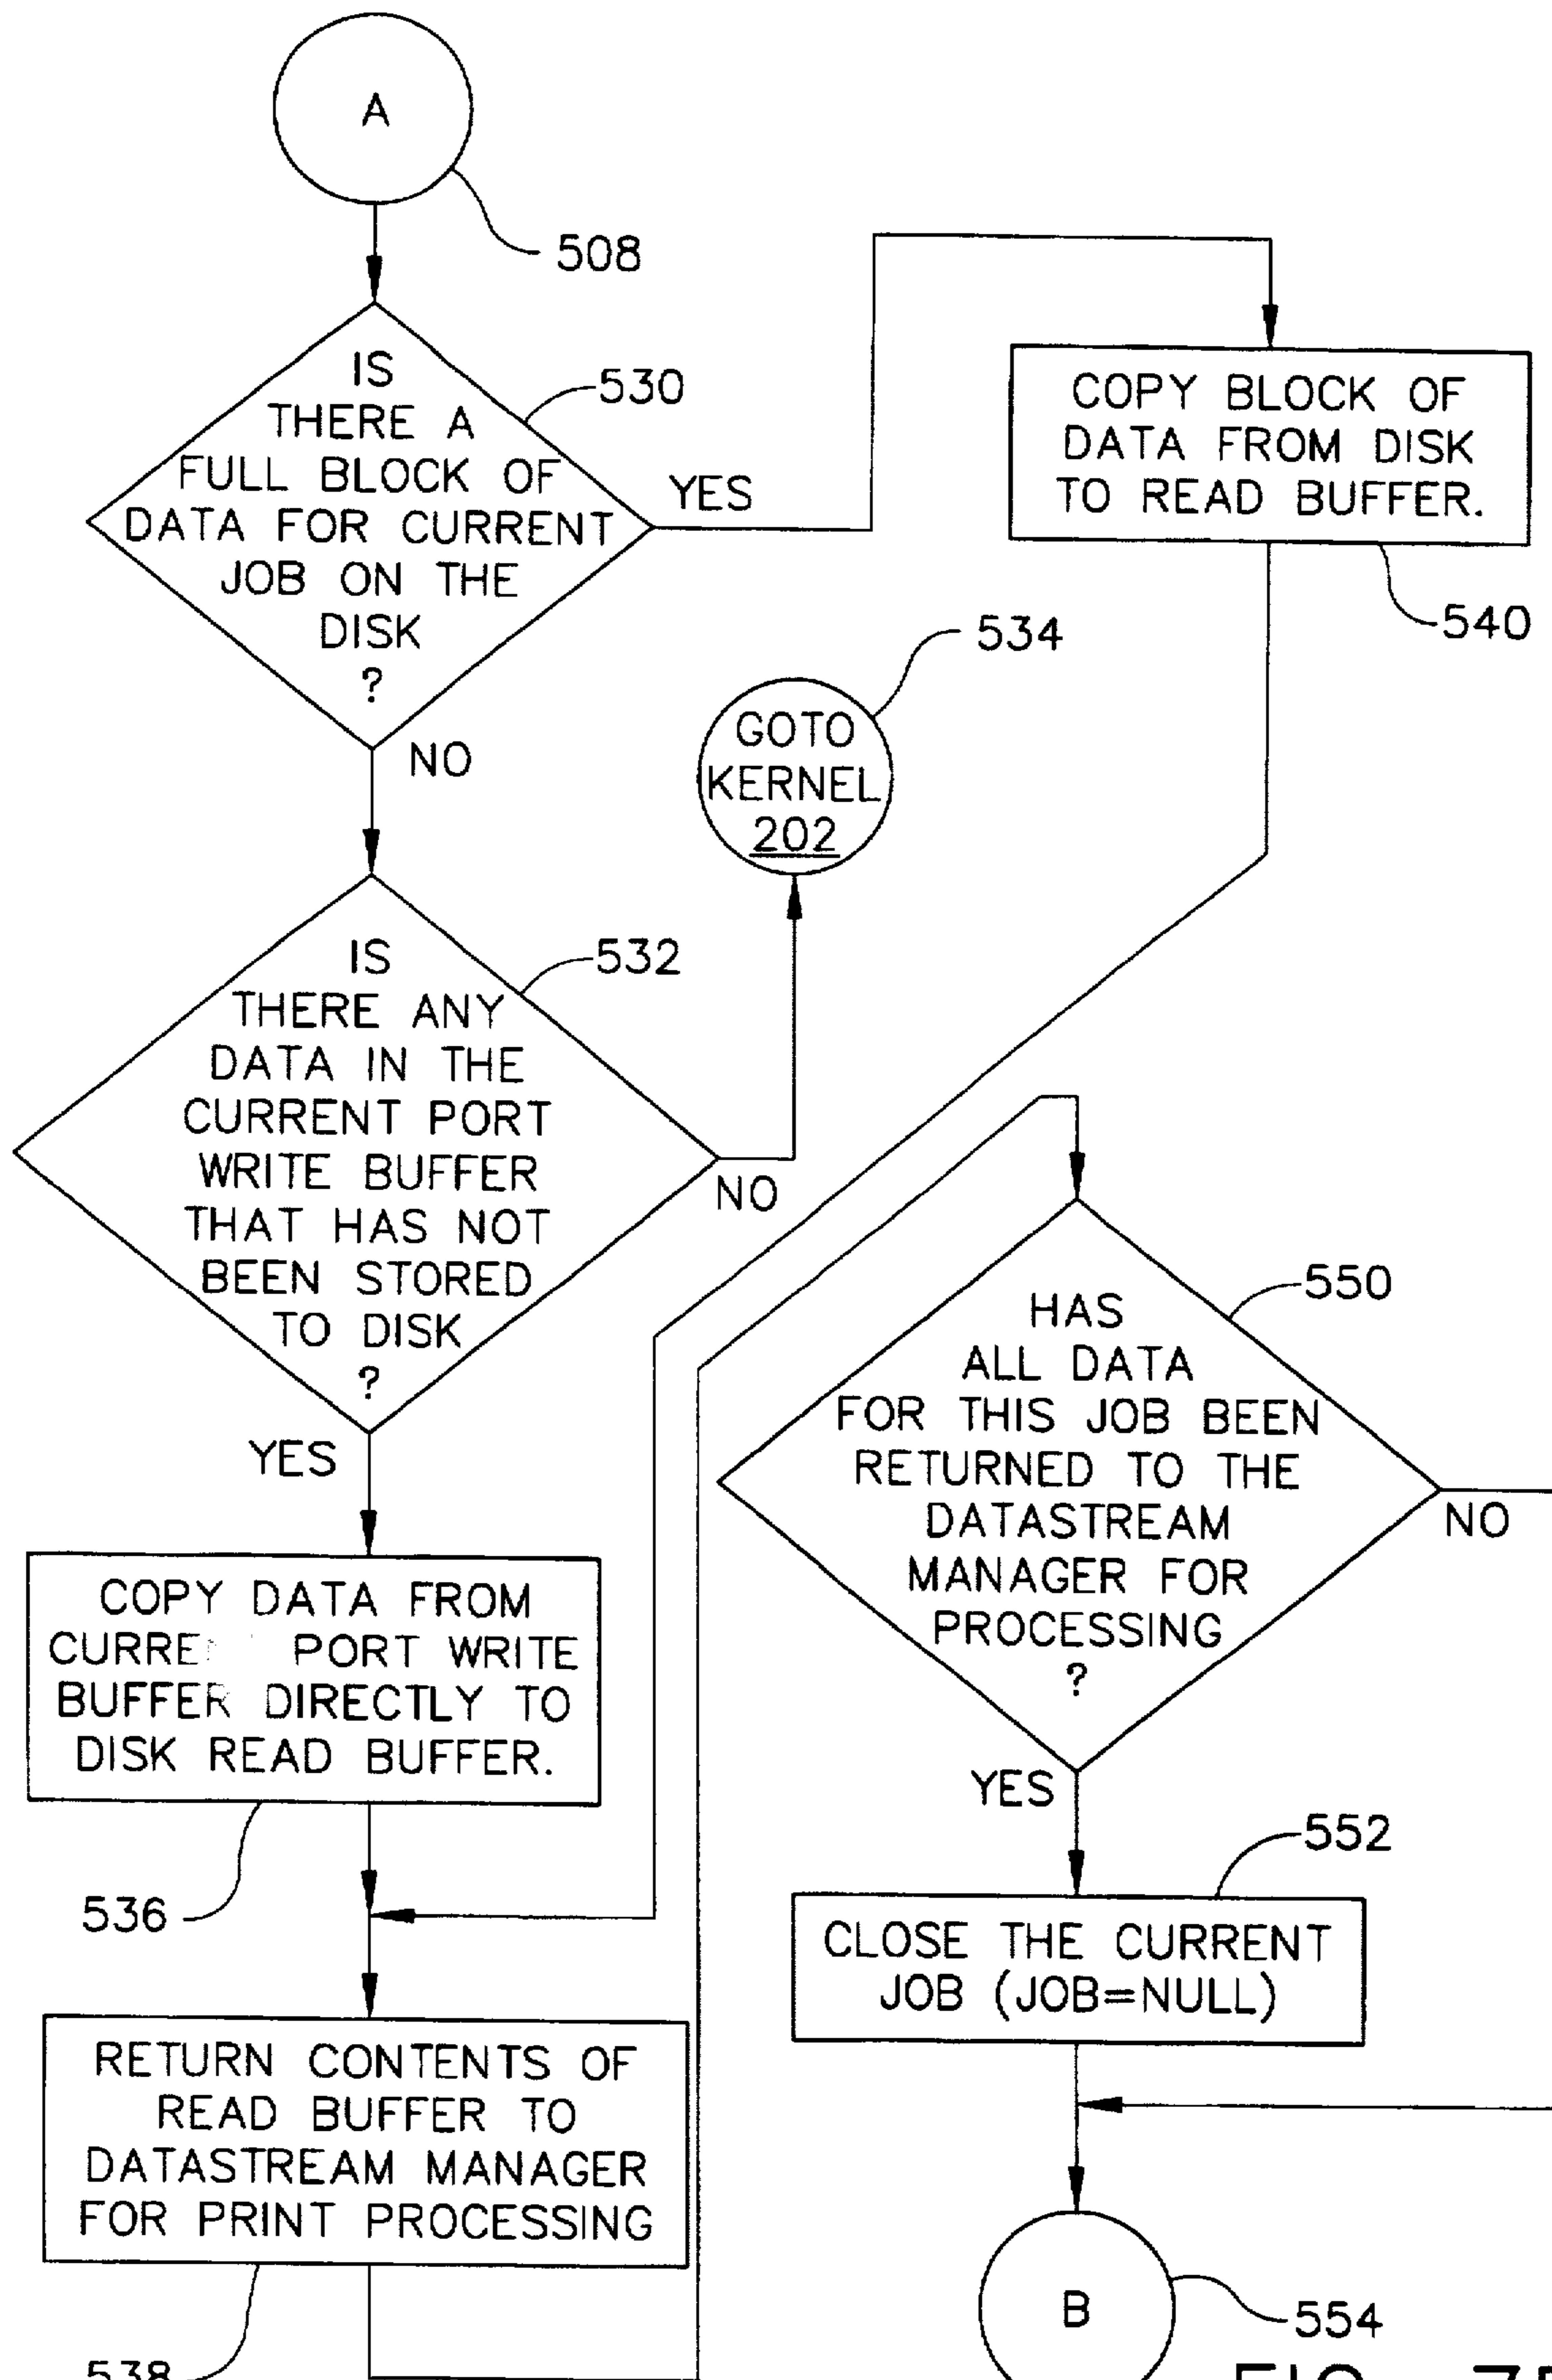 A
508
IS
THERE A
FULL BLOCK OF
DATA FOR CURRENT
JOB ON THE
DISK
?
530
YES
NO
COPY BLOCK OF
DATA FROM DISK
TO READ BUFFER.
540
534
GOTO
KERNEL
202
IS
THERE ANY
DATA IN THE
CURRENT PORT
WRITE BUFFER
THAT HAS NOT
BEEN STORED
TO DISK
?
532
NO
YES
COPY DATA FROM
PORT WRITE
BUFFER DIRECTLY TO
DISK READ BUFFER.
536
RETURN CONTENTS OF
READ BUFFER TO
DATASTREAM MANAGER
FOR PRINT PROCESSING
538
HAS
ALL DATA
FOR THIS JOB BEEN
RETURNED TO THE
DATASTREAM
MANAGER FOR
PROCESSING
?
550
NO
YES
552
CLOSE THE CURRENT
JOB (JOB=NULL)
B
554